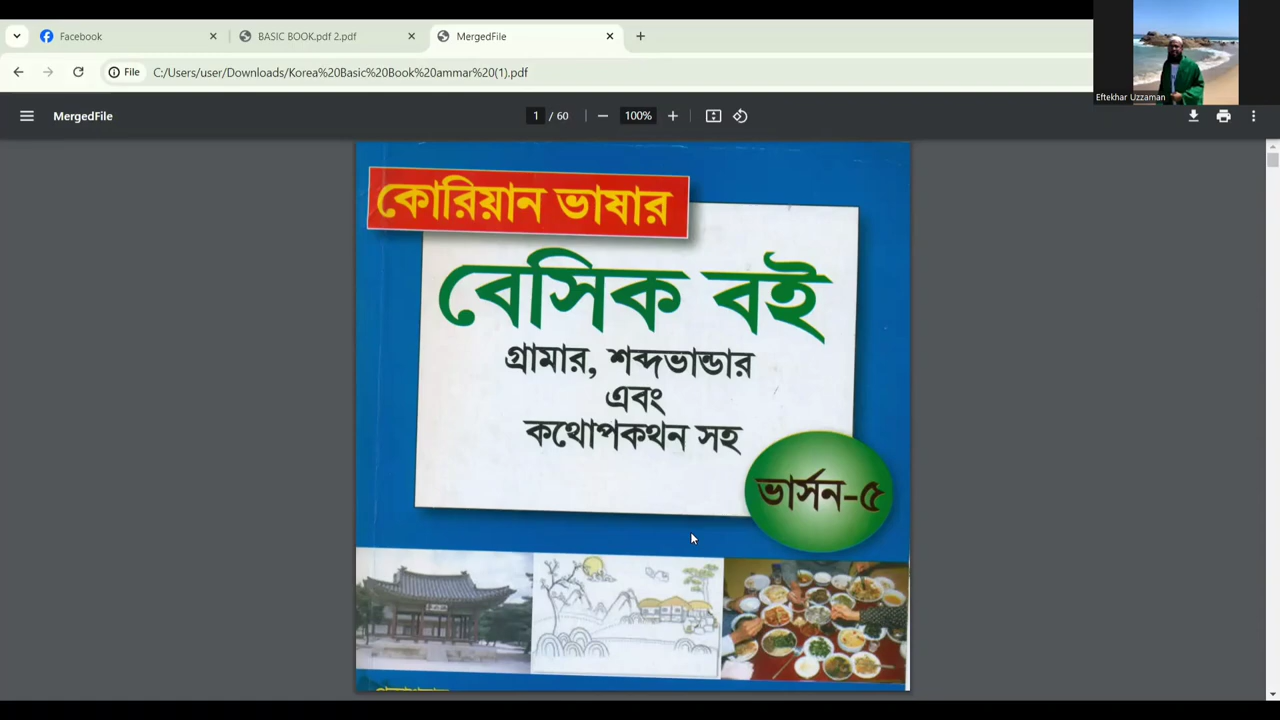 Facebook
BASIC BOOK.pdf 2.pdf
MergedFile
File
C:/Users/user/Downloads/Korea%20Basic%20Book%20ammar%20(1).pdf
Eftekhar Uzzaman
MergedFile
1 / 60
100%
কোরিয়ান ভাষার
বেসিক বই
গ্রামার, শব্দভান্ডার
এবং
কথোপকথন সহ
ভার্সন-৫